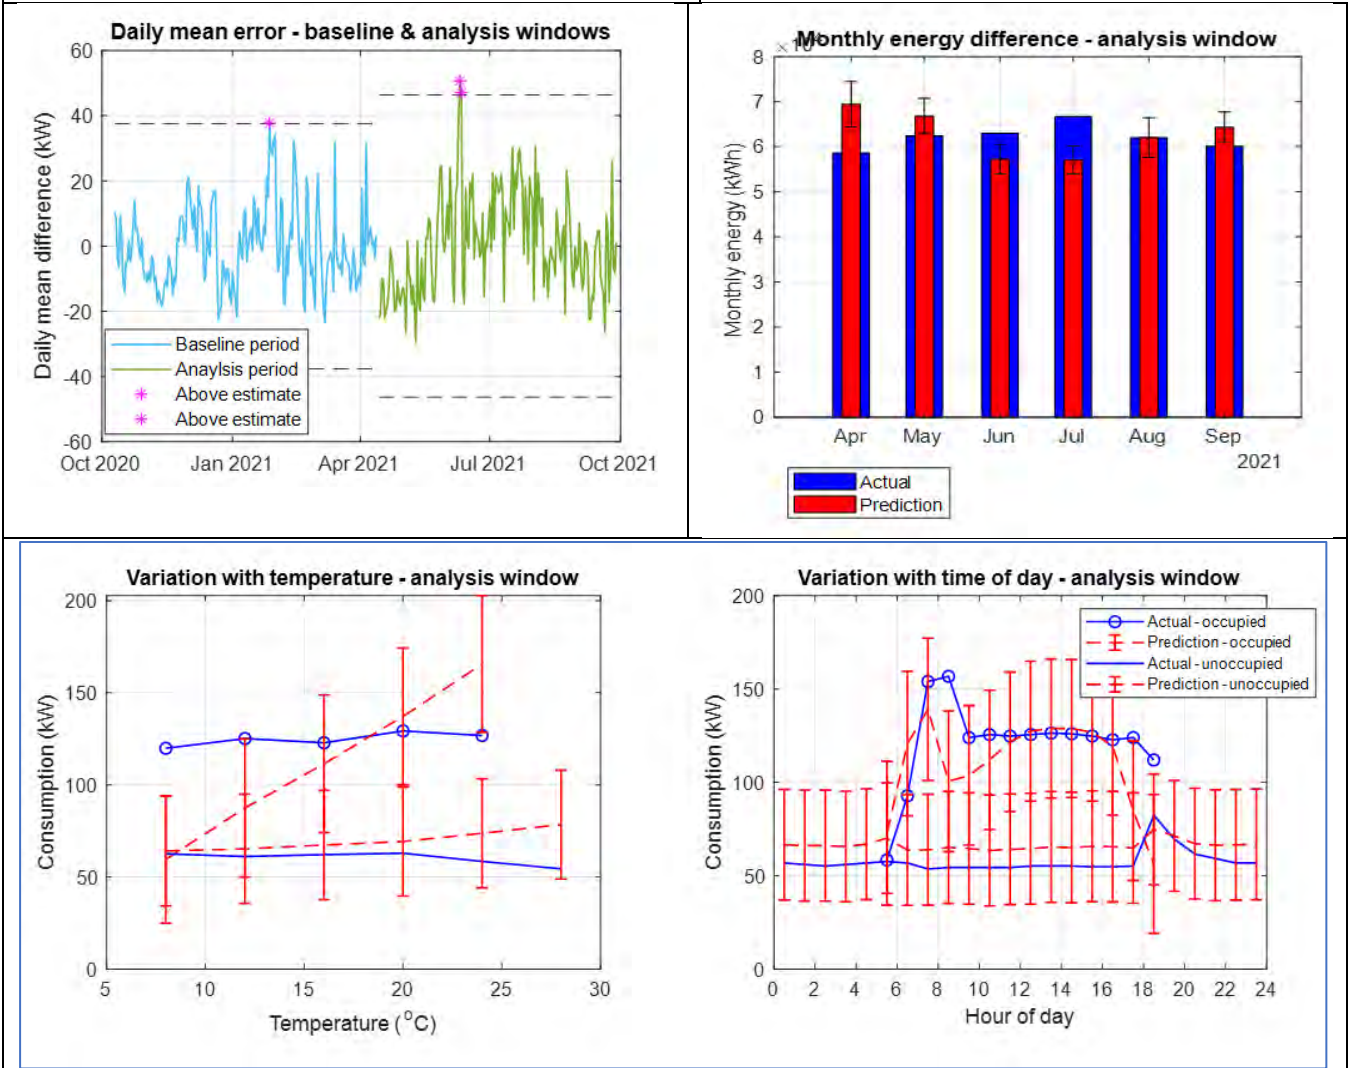 Daily mean error - baseline & analysis windows
60
40
20
0
-20
-40
-60
Daily mean difference (kW)
Baseline period
Anaylsis period
Above estimate
Above estimate
Oct 2020
Jan 2021
Apr 2021
Jul 2021
Oct 2021
Monthly energy difference - analysis window
8
7
6
5
4
3
2
1
0
Monthly energy (kWh)
Apr
May
Jun
Jul
Aug
Sep
2021
Actual
Prediction
Variation with temperature - analysis window
200
150
100
50
0
Consumption (kW)
5
10
15
20
25
30
Temperature (°C)
Variation with time of day - analysis window
200
150
100
50
0
Consumption (kW)
Actual - occupied
Prediction - occupied
Actual - unoccupied
Prediction - unoccupied
0 2 4 6 8 10 12 14 16 18 20 22 24
Hour of day